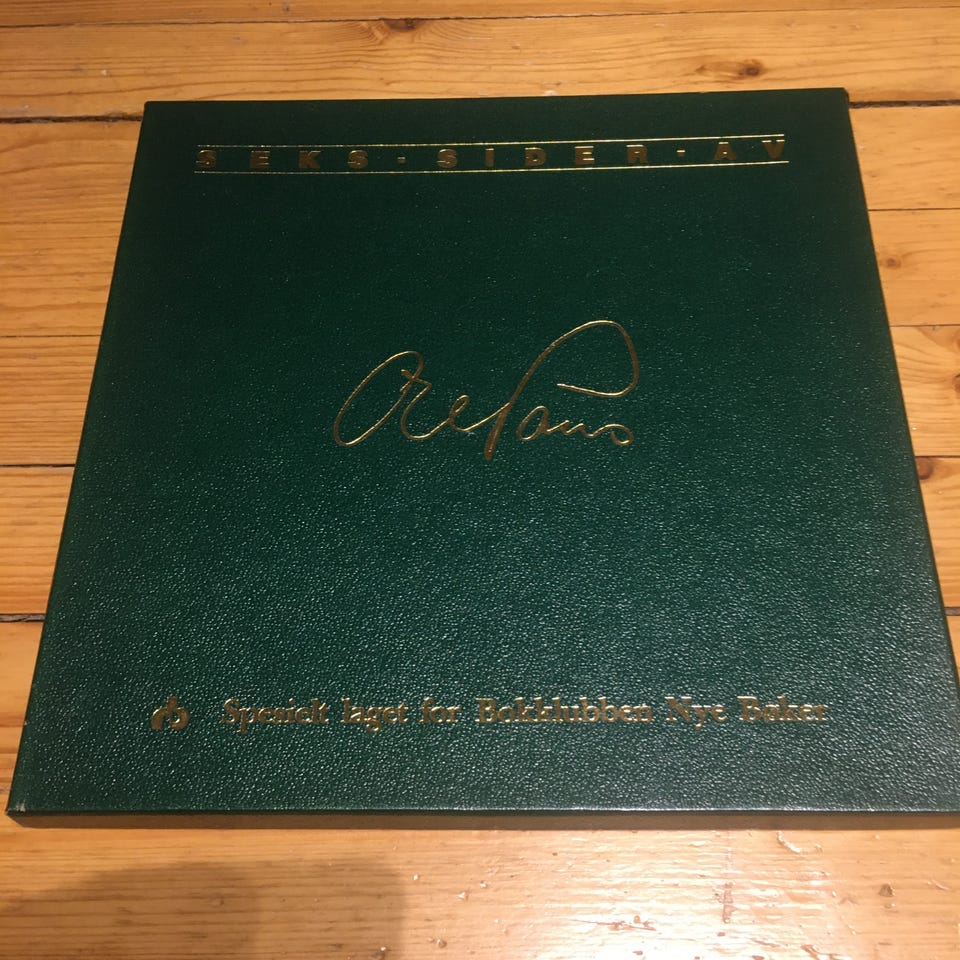 SEKS · SIDER · AV
Ole Paus
Spesielt laget for Bokklubben Nye Bøker